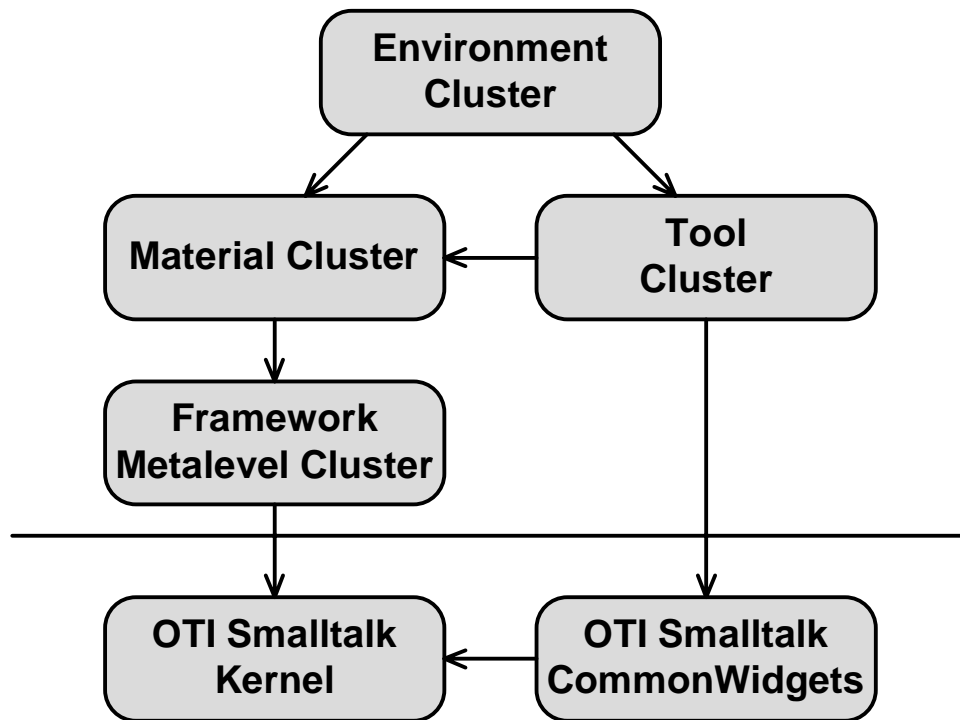 Environment
Cluster
Material Cluster
Tool
Cluster
Framework
Metalevel Cluster
OTI Smalltalk
Kernel
OTI Smalltalk
CommonWidgets